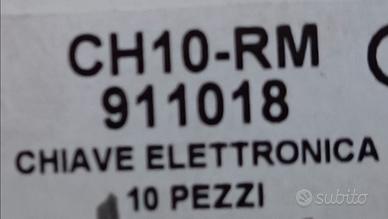 CH10-RM
911018
CHIAVE ELETTRONICA
10 PEZZI
subito